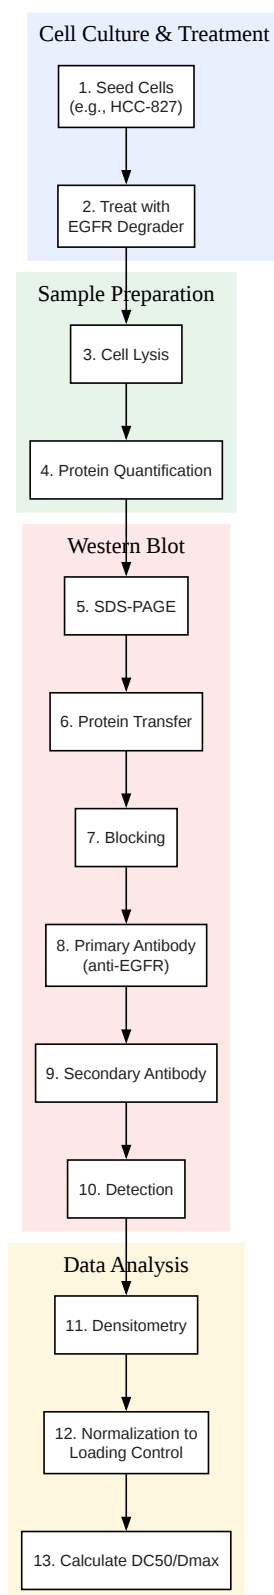 Cell Culture & Treatment
1. Seed Cells
(e.g., HCC-827)
2. Treat with
EGFR Degrader
Sample Preparation
3. Cell Lysis
4. Protein Quantification
Western Blot
5. SDS-PAGE
6. Protein Transfer
7. Blocking
8. Primary Antibody
(anti-EGFR)
9. Secondary Antibody
10. Detection
Data Analysis
11. Densitometry
12. Normalization to
Loading Control
13. Calculate DC50/Dmax